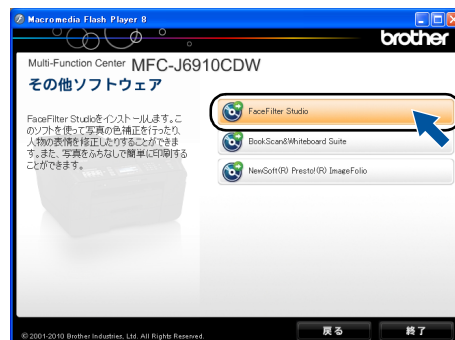 Macromedia Flash Player 8
brother
Multi-Function Center MFC-J6910CDW
その他ソフトウェア
FaceFilter Studioをインストールします。こ
のソフトを使って写真の色補正を行ったり、
人物の表情を修正したりすることができま
す。また、写真をふちなしで簡単に印刷する
ことができます。
FaceFilter Studio
BookScan&Whiteboard Suite
NewSoft(R) Presto!(R) ImageFolio
© 2001-2010 Brother Industries, Ltd. All Rights Reserved.
戻る
終了